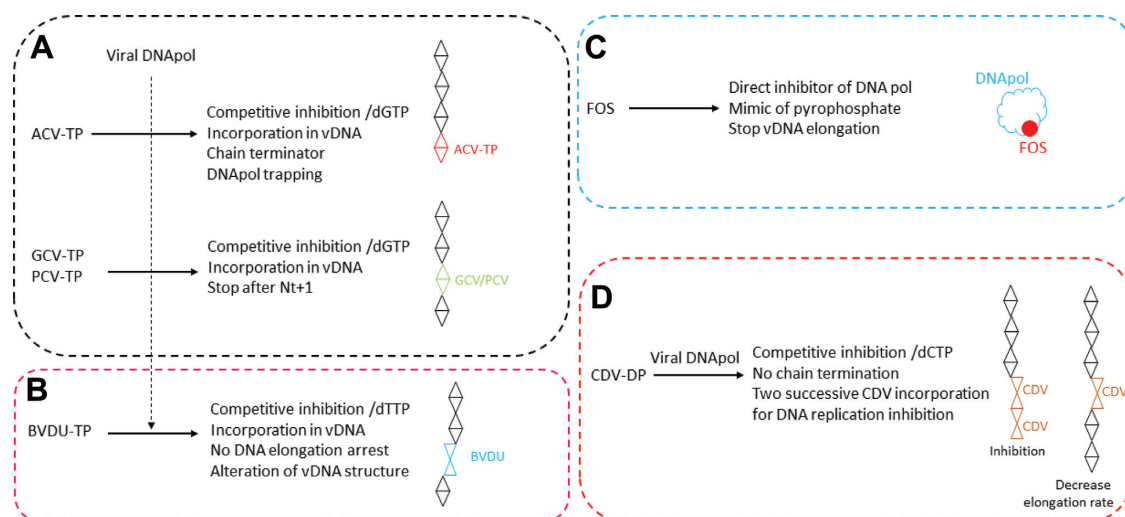 A
Viral DNApol
ACV-TP
Competitive inhibition /dGTP
Incorporation in vDNA
Chain terminator
DNApol trapping
ACV-TP
GCV-TP
PCV-TP
Competitive inhibition /dGTP
Incorporation in vDNA
Stop after Nt+1
GCV/PCV
B
BVDU-TP
Competitive inhibition /dTTP
Incorporation in vDNA
No DNA elongation arrest
Alteration of vDNA structure
BVDU
C
FOS
Direct inhibitor of DNA pol
Mimic of pyrophosphate
Stop vDNA elongation
DNApol
FOS
D
CDV-DP
Viral DNApol
Competitive inhibition /dCTP
No chain termination
Two successive CDV incorporation
for DNA replication inhibition
CDV
CDV
Inhibition
CDV
Decrease
elongation rate